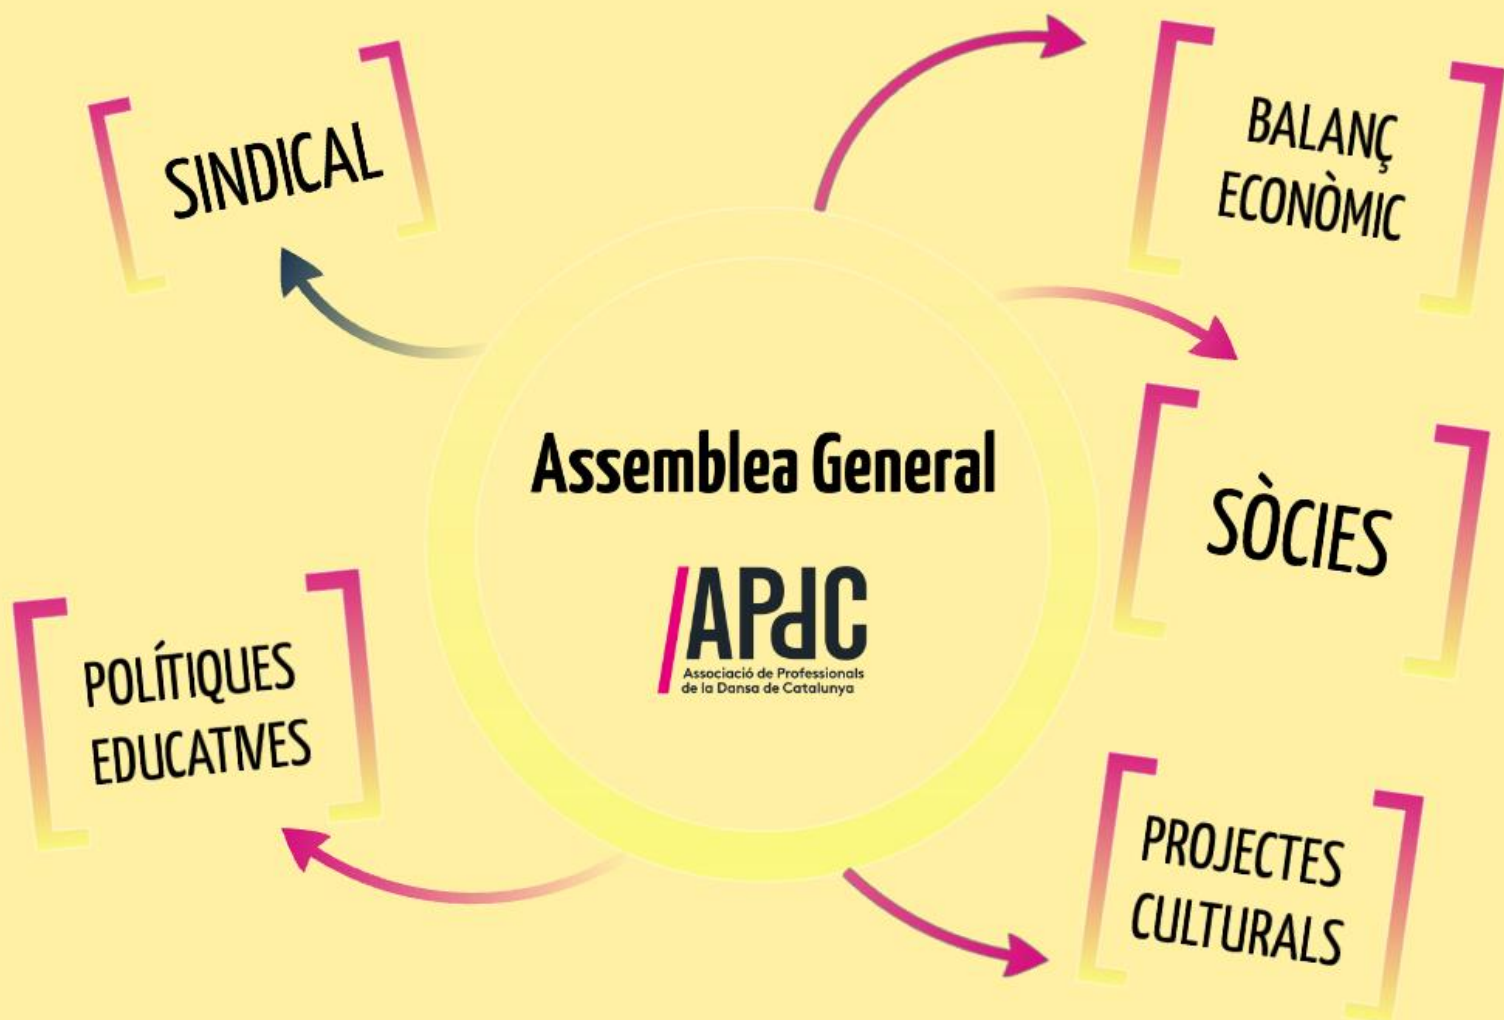 SINDICAL
BALANÇ
ECONÒMIC
Assemblea General
SÒCIES
APdC
Associació de Professionals
de la Dansa de Catalunya
POLÍTIQUES
EDUCATIVES
PROJECTES
CULTURALS